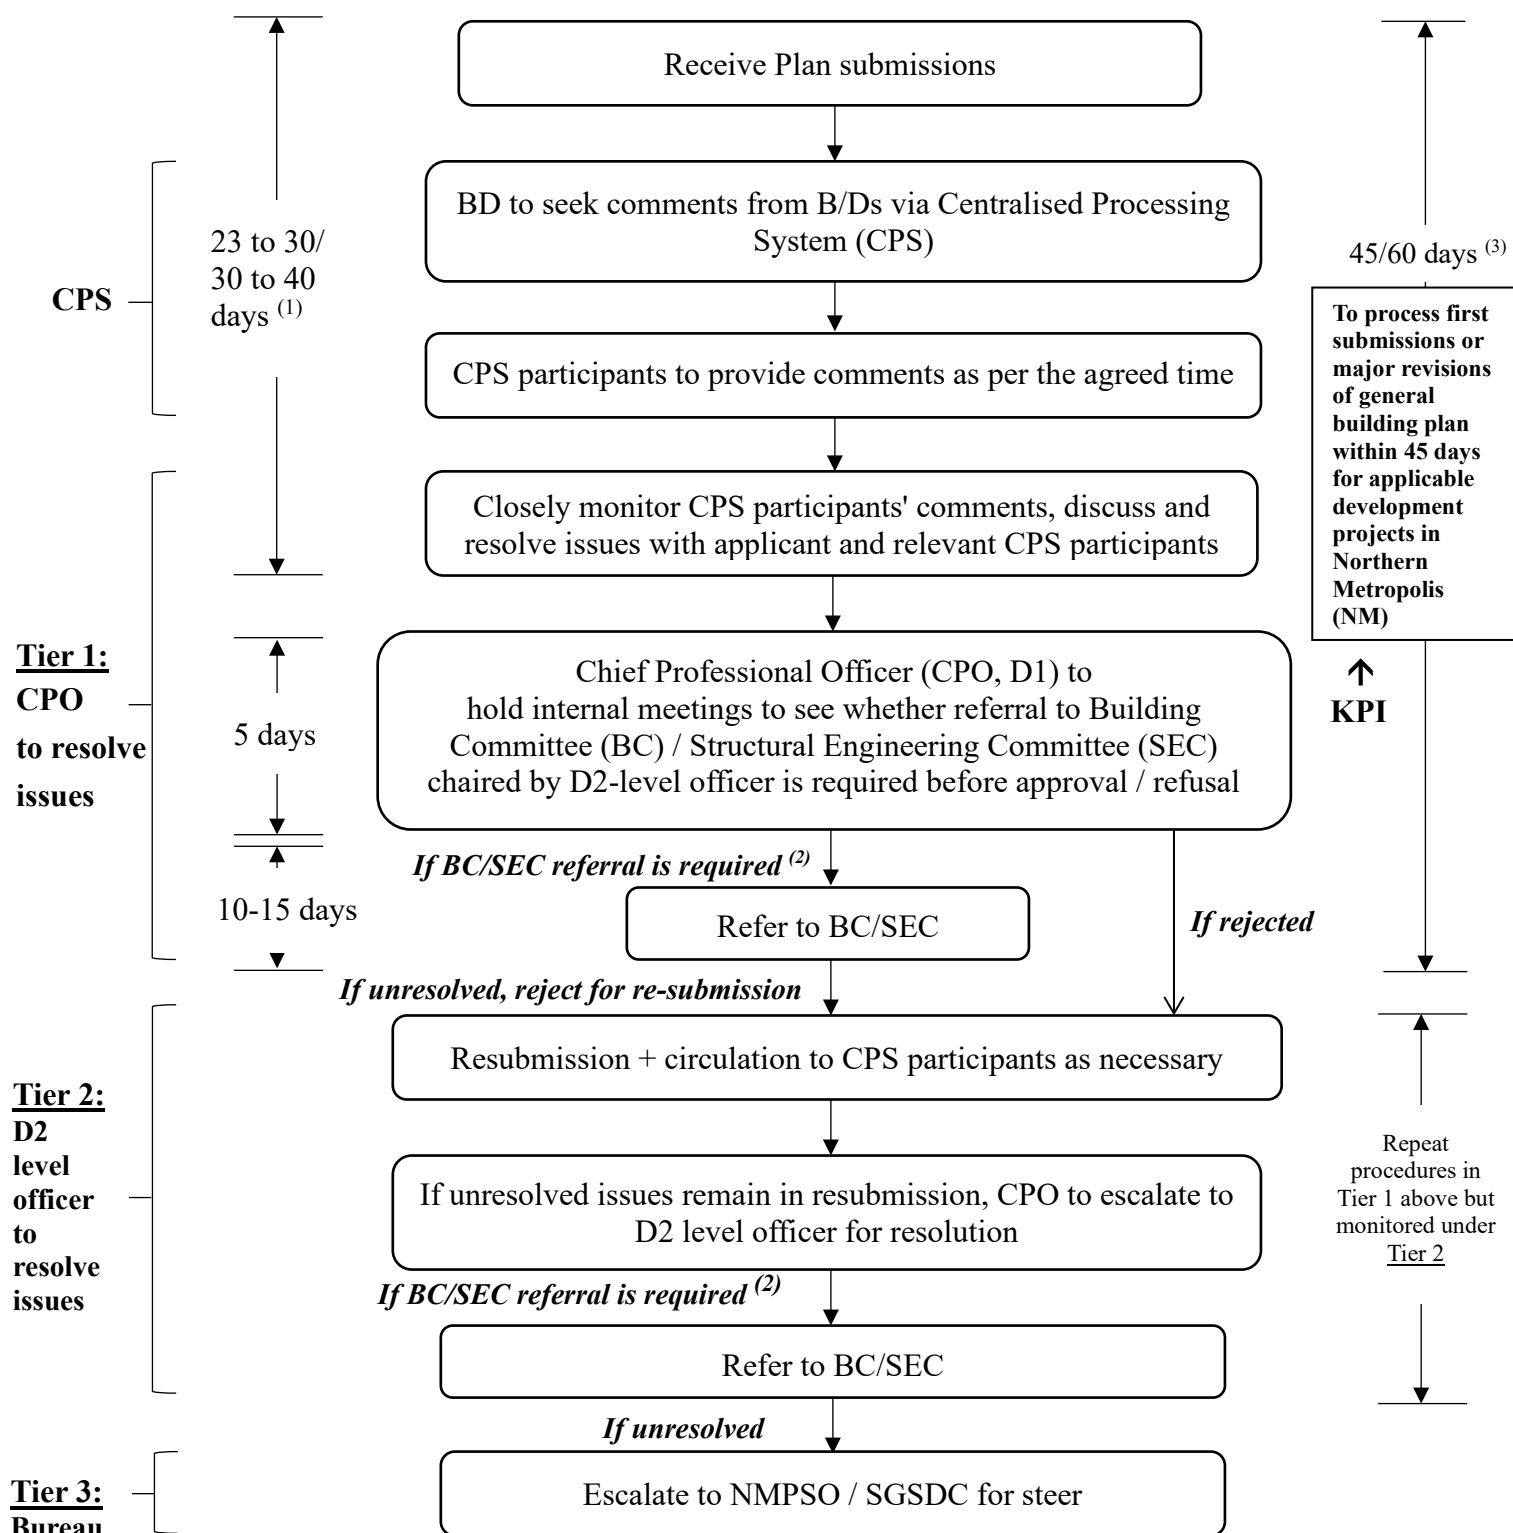 Receive Plan submissions
BD to seek comments from B/Ds via Centralised Processing
System (CPS)
23 to 30/
30 to 40
days (1)
45/60 days (3)
CPS
To process first
submissions or
major revisions
of general
building plan
within 45 days
for applicable
development
projects in
Northern
Metropolis
(NM)
CPS participants to provide comments as per the agreed time
Closely monitor CPS participants' comments, discuss and
resolve issues with applicant and relevant CPS participants
Tier 1:
CPO
to resolve
issues
5 days
Chief Professional Officer (CPO, D1) to
hold internal meetings to see whether referral to Building
Committee (BC) / Structural Engineering Committee (SEC)
chaired by D2-level officer is required before approval / refusal
KPI
If BC/SEC referral is required (2)
10-15 days
Refer to BC/SEC
If rejected
If unresolved, reject for re-submission
Resubmission + circulation to CPS participants as necessary
Tier 2:
D2
level
officer
to
resolve
issues
If unresolved issues remain in resubmission, CPO to escalate to
D2 level officer for resolution
Repeat
procedures in
Tier 1 above but
monitored under
Tier 2
If BC/SEC referral is required (2)
Refer to BC/SEC
If unresolved
Escalate to NMPSO / SGSDC for steer
Tier 3:
Bureau